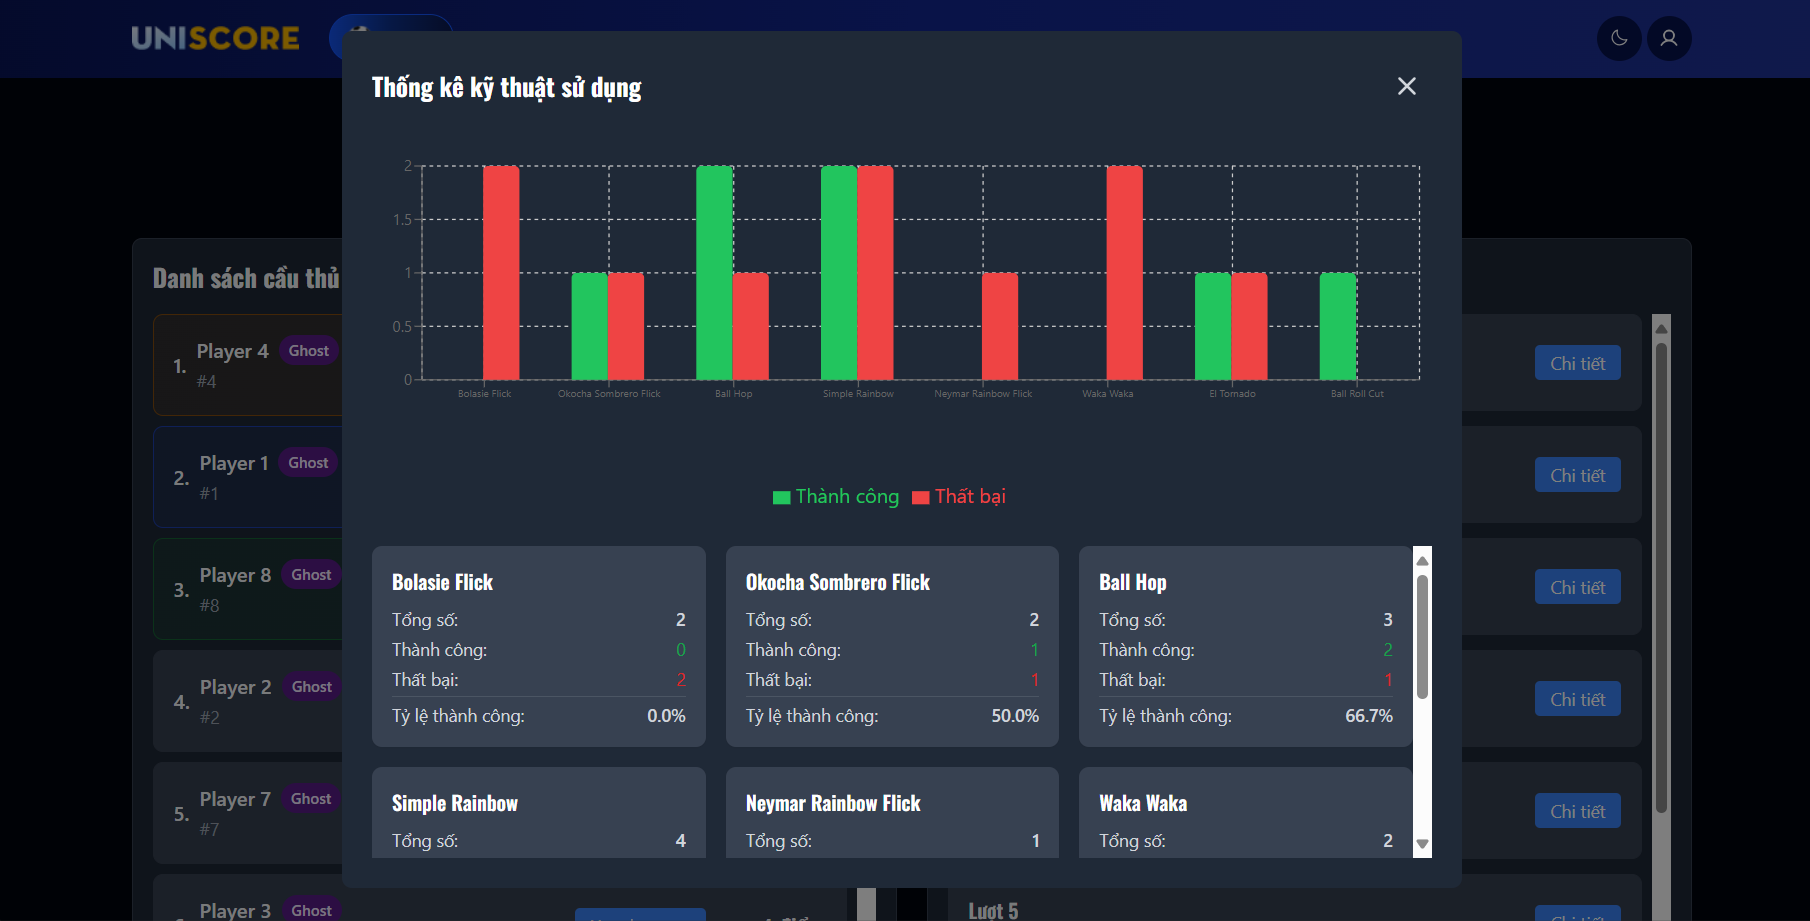 UNISCORE
Thống kê kỹ thuật sử dụng
2
1.5
1
0.5
0
Bolasie Flick
Okocha Sombrero Flick
Ball Hop
Simple Rainbow
Neymar Rainbow Flick
Waka Waka
El Tornado
Ball Roll Cut
Thành công
Thất bại
Bolasie Flick
Tổng số: 2
Thành công: 0
Thất bại: 2
Tỷ lệ thành công: 0.0%
Okocha Sombrero Flick
Tổng số: 2
Thành công: 1
Thất bại: 1
Tỷ lệ thành công: 50.0%
Ball Hop
Tổng số: 3
Thành công: 2
Thất bại: 1
Tỷ lệ thành công: 66.7%
Simple Rainbow
Tổng số: 4
Neymar Rainbow Flick
Tổng số: 1
Waka Waka
Tổng số: 2
Danh sách cầu thủ
1. Player 4 Ghost
#4
2. Player 1 Ghost
#1
3. Player 8 Ghost
#8
4. Player 2 Ghost
#2
5. Player 7 Ghost
#7
Player 3 Ghost
Chi tiết
Chi tiết
Chi tiết
Chi tiết
Chi tiết
Lượt 5
Chi tiết